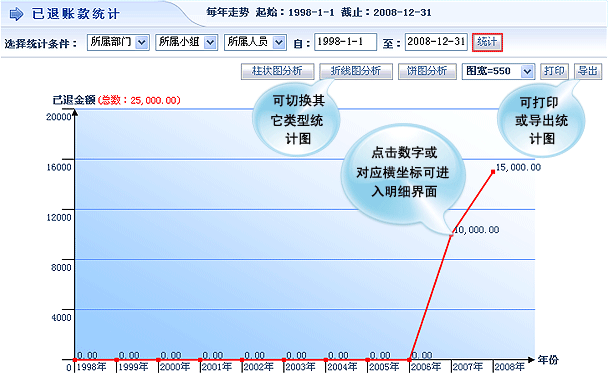 已退账款统计 每年走势 起始：1998-1-1 截止：2008-12-31
选择统计条件： 所属部门 所属小组 所属人员 自： 1998-1-1 至： 2008-12-31 统计
柱状图分析 折线图分析 饼图分析 图宽=550 打印 导出
可切换其
它类型统
计图
可打印
或导出统
计图
点击数字或
对应横坐标可进
入明细界面
已退金额(总数：25,000.00)
20000
16000
12000
8000
4000
0
15,000.00
10,000.00
0.00 0.00 0.00 0.00 0.00 0.00 0.00 0.00 0.00
1998年 1999年 2000年 2001年 2002年 2003年 2004年 2005年 2006年 2007年 2008年
年份